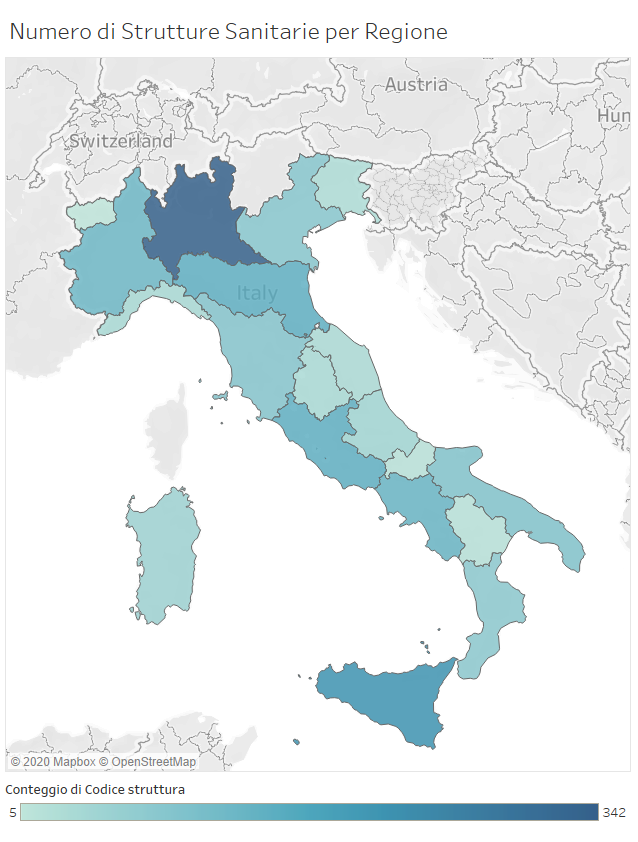 Numero di Strutture Sanitarie per Regione
Austria
Hun
Switzerland
Italy
© 2020 Mapbox © OpenStreetMap
Conteggio di Codice struttura
5 342